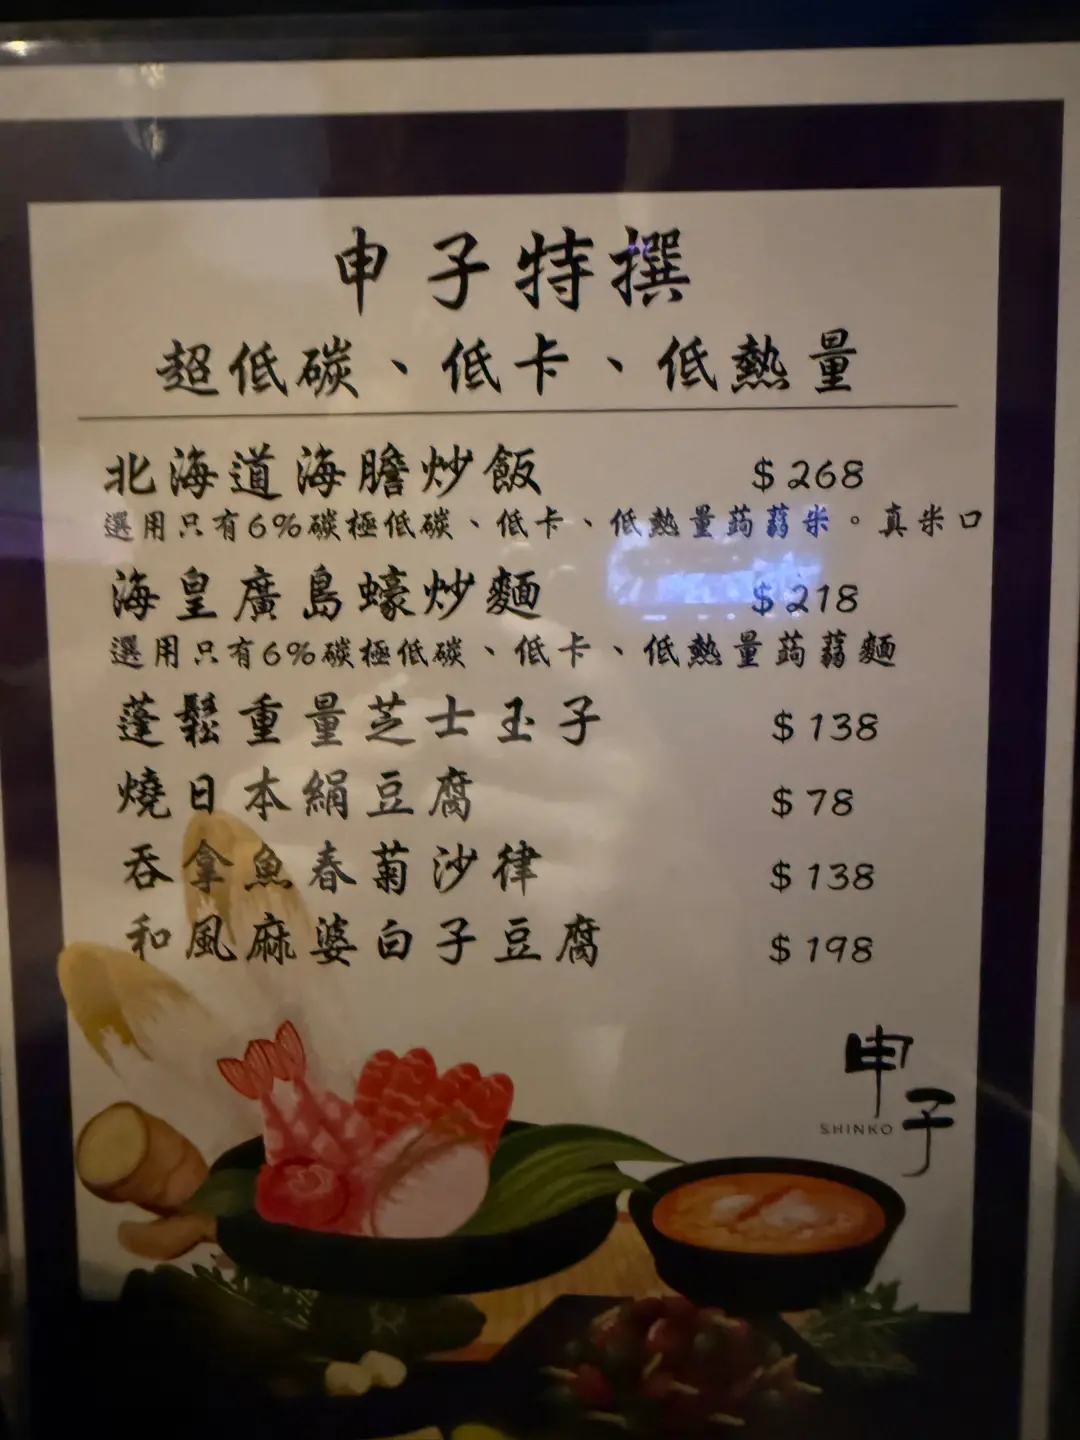 申子特撰
超低碳、低卡、低熱量
北海道海膽炒飯 $268
選用只有6%碳極低碳、低卡、低熱量蒟蒻米。真米口
海皇廣島蠔炒麵 $218
選用只有6%碳極低碳、低卡、低熱量蒟蒻麵
蓬鬆重量芝士玉子 $138
燒日本絹豆腐 $78
吞拿魚春菊沙律 $138
和風麻婆白子豆腐 $198
申子
SHINKO